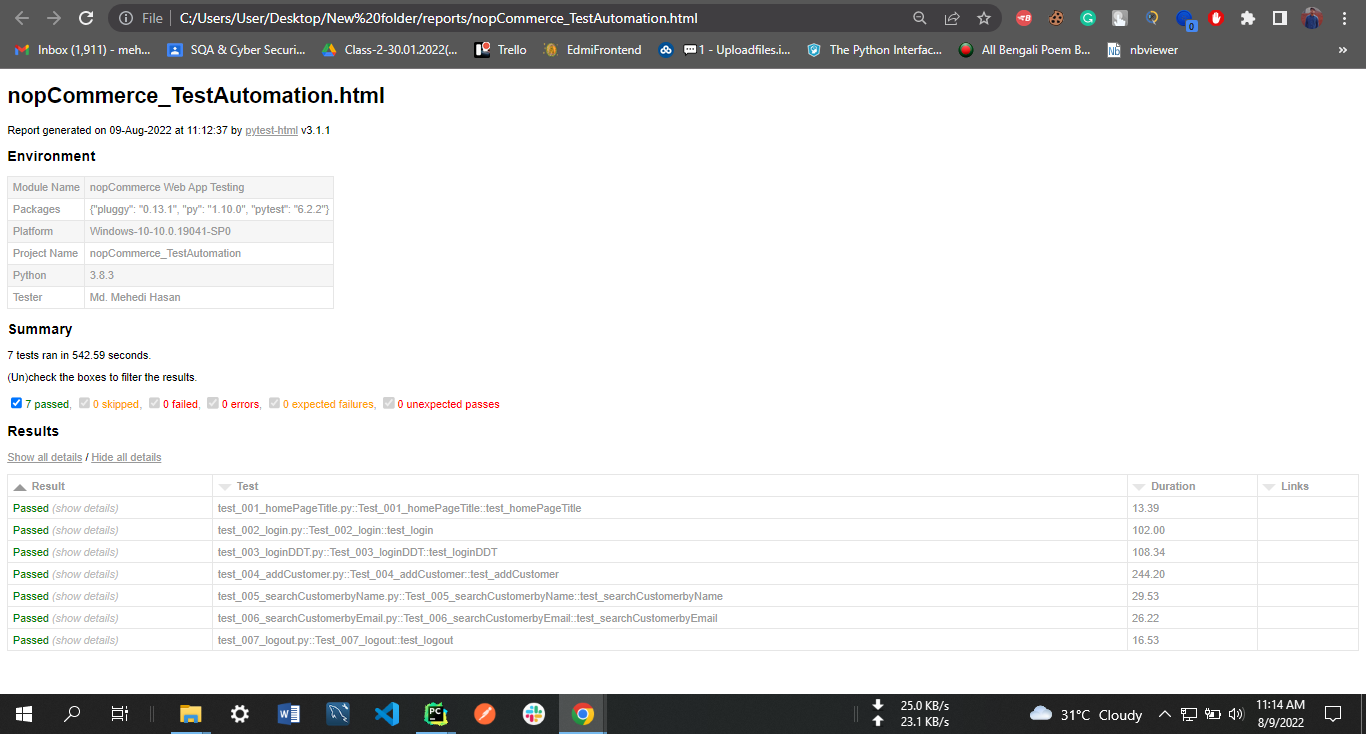 File C:/Users/User/Desktop/New%20folder/reports/nopCommerce_TestAutomation.html
Inbox (1,911) - meh... SQA & Cyber Securi... Class-2-30.01.2022(... Trello EdmiFrontend 1 - Uploadfiles.i... The Python Interfac... All Bengali Poem B... Nb nbviewer »
nopCommerce_TestAutomation.html
Report generated on 09-Aug-2022 at 11:12:37 by pytest-html v3.1.1
Environment
Module Name nopCommerce Web App Testing
Packages {"pluggy": "0.13.1", "py": "1.10.0", "pytest": "6.2.2"}
Platform Windows-10-10.0.19041-SP0
Project Name nopCommerce_TestAutomation
Python 3.8.3
Tester Md. Mehedi Hasan
Summary
7 tests ran in 542.59 seconds.
(Un)check the boxes to filter the results.
7 passed, 0 skipped, 0 failed, 0 errors, 0 expected failures, 0 unexpected passes
Results
Show all details / Hide all details
Result Test Duration Links
Passed (show details) test_001_homePageTitle.py::Test_001_homePageTitle::test_homePageTitle 13.39
Passed (show details) test_002_login.py::Test_002_login::test_login 102.00
Passed (show details) test_003_loginDDT.py::Test_003_loginDDT::test_loginDDT 108.34
Passed (show details) test_004_addCustomer.py::Test_004_addCustomer::test_addCustomer 244.20
Passed (show details) test_005_searchCustomerbyName.py::Test_005_searchCustomerbyName::test_searchCustomerbyName 29.53
Passed (show details) test_006_searchCustomerbyEmail.py::Test_006_searchCustomerbyEmail::test_searchCustomerbyEmail 26.22
Passed (show details) test_007_logout.py::Test_007_logout::test_logout 16.53
25.0 KB/s
23.1 KB/s
31°C Cloudy
11:14 AM
8/9/2022